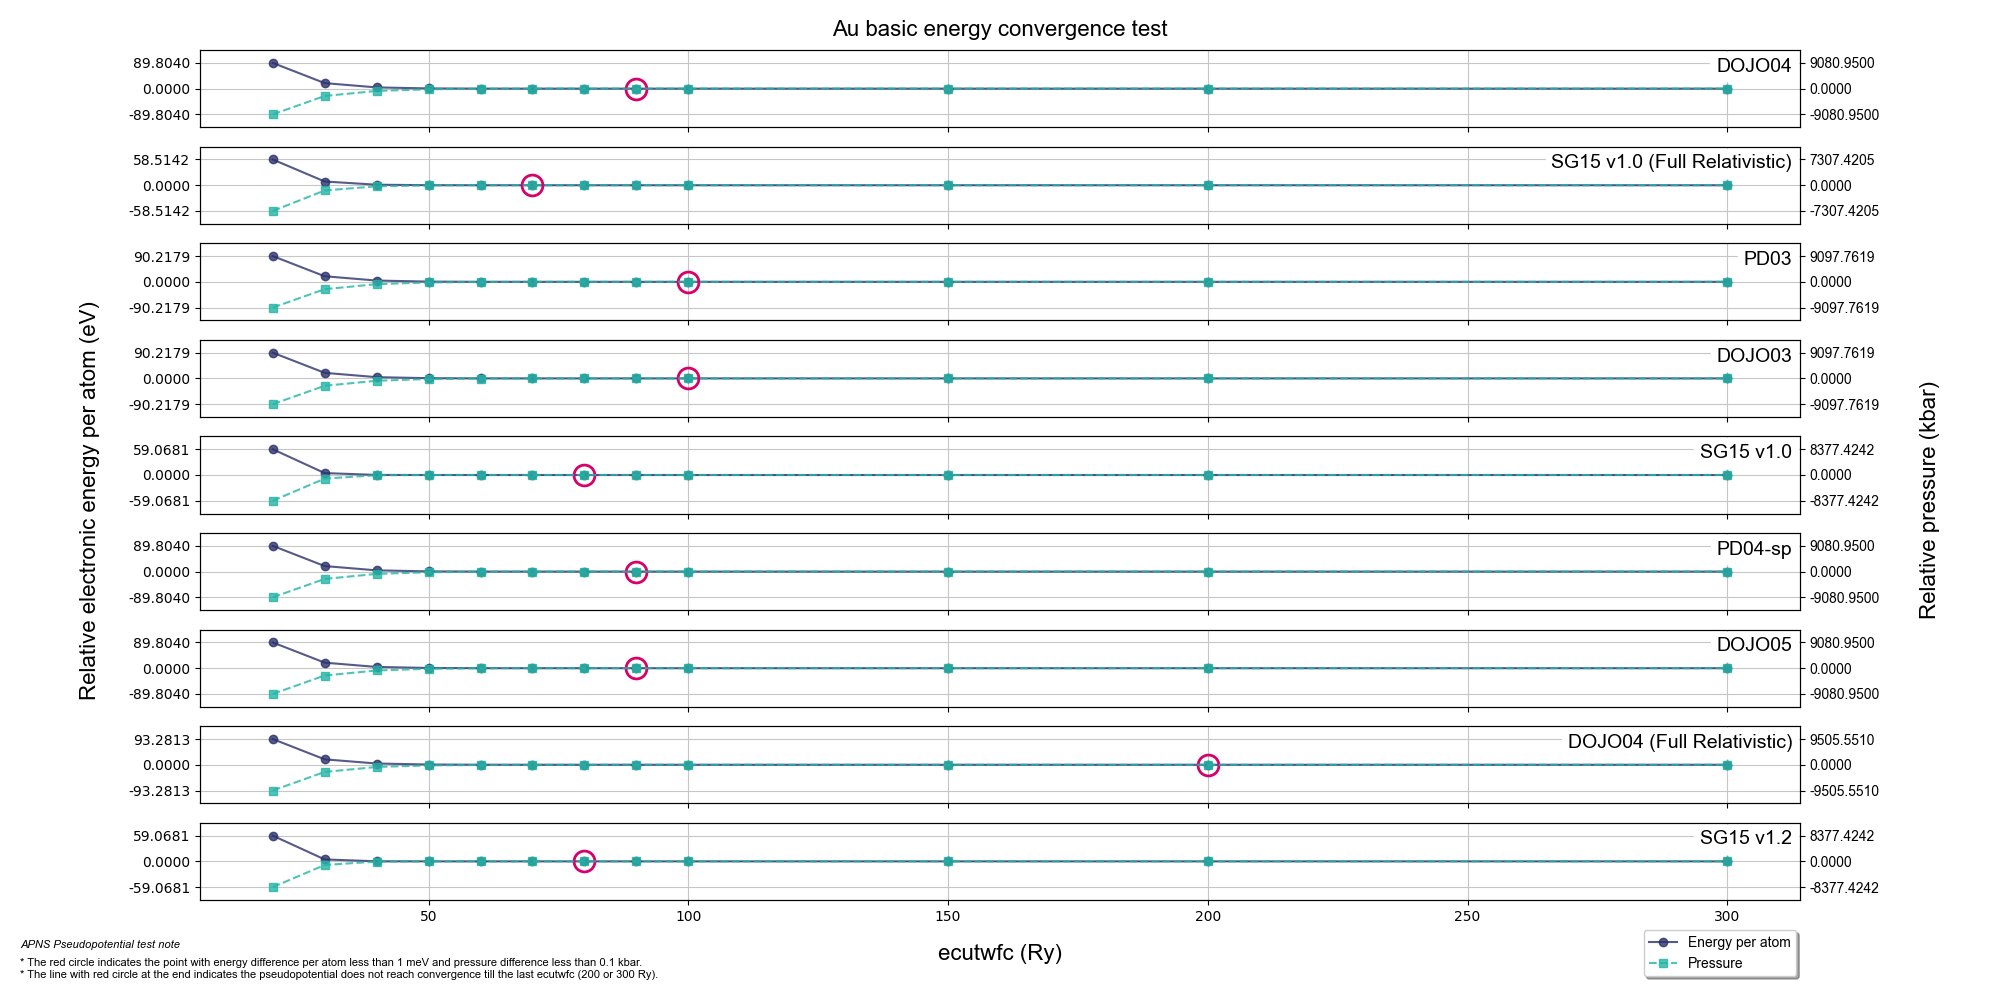 Au basic energy convergence test
89.8040
0.0000
-89.8040
DOJO04
9080.9500
0.0000
-9080.9500
58.5142
0.0000
-58.5142
SG15 v1.0 (Full Relativistic)
7307.4205
0.0000
-7307.4205
90.2179
0.0000
-90.2179
PD03
9097.7619
0.0000
-9097.7619
90.2179
0.0000
-90.2179
DOJO03
9097.7619
0.0000
-9097.7619
59.0681
0.0000
-59.0681
SG15 v1.0
8377.4242
0.0000
-8377.4242
89.8040
0.0000
-89.8040
PD04-sp
9080.9500
0.0000
-9080.9500
89.8040
0.0000
-89.8040
DOJO05
9080.9500
0.0000
-9080.9500
93.2813
0.0000
-93.2813
DOJO04 (Full Relativistic)
9505.5510
0.0000
-9505.5510
59.0681
0.0000
-59.0681
SG15 v1.2
8377.4242
0.0000
-8377.4242
Relative electronic energy per atom (eV)
Relative pressure (kbar)
50 100 150 200 250 300
ecutwfc (Ry)
Energy per atom
Pressure
APNS Pseudopotential test note
* The red circle indicates the point with energy difference per atom less than 1 meV and pressure difference less than 0.1 kbar.
* The line with red circle at the end indicates the pseudopotential does not reach convergence till the last ecutwfc (200 or 300 Ry).